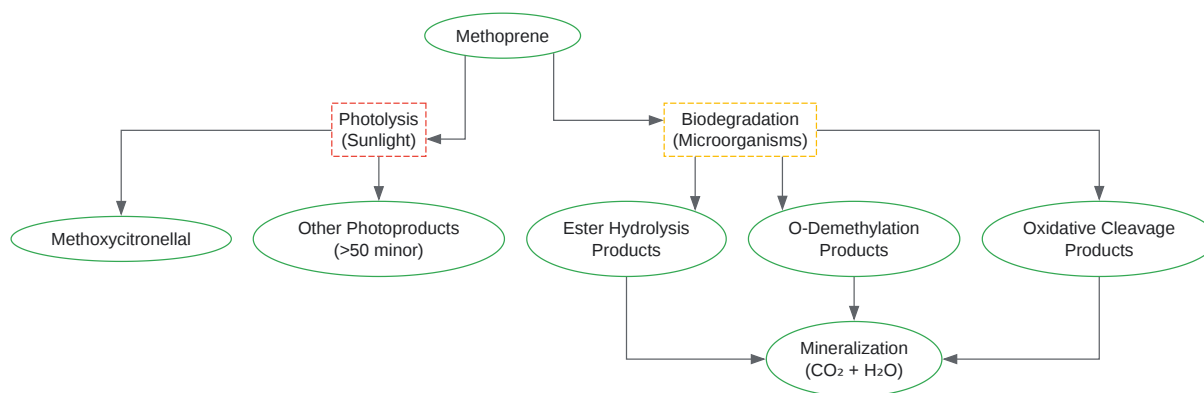 Methoprene
Photolysis
(Sunlight)
Biodegradation
(Microorganisms)
Methoxycitronellal
Other Photoproducts
(>50 minor)
Ester Hydrolysis
Products
O-Demethylation
Products
Oxidative Cleavage
Products
Mineralization
(CO₂ + H₂O)